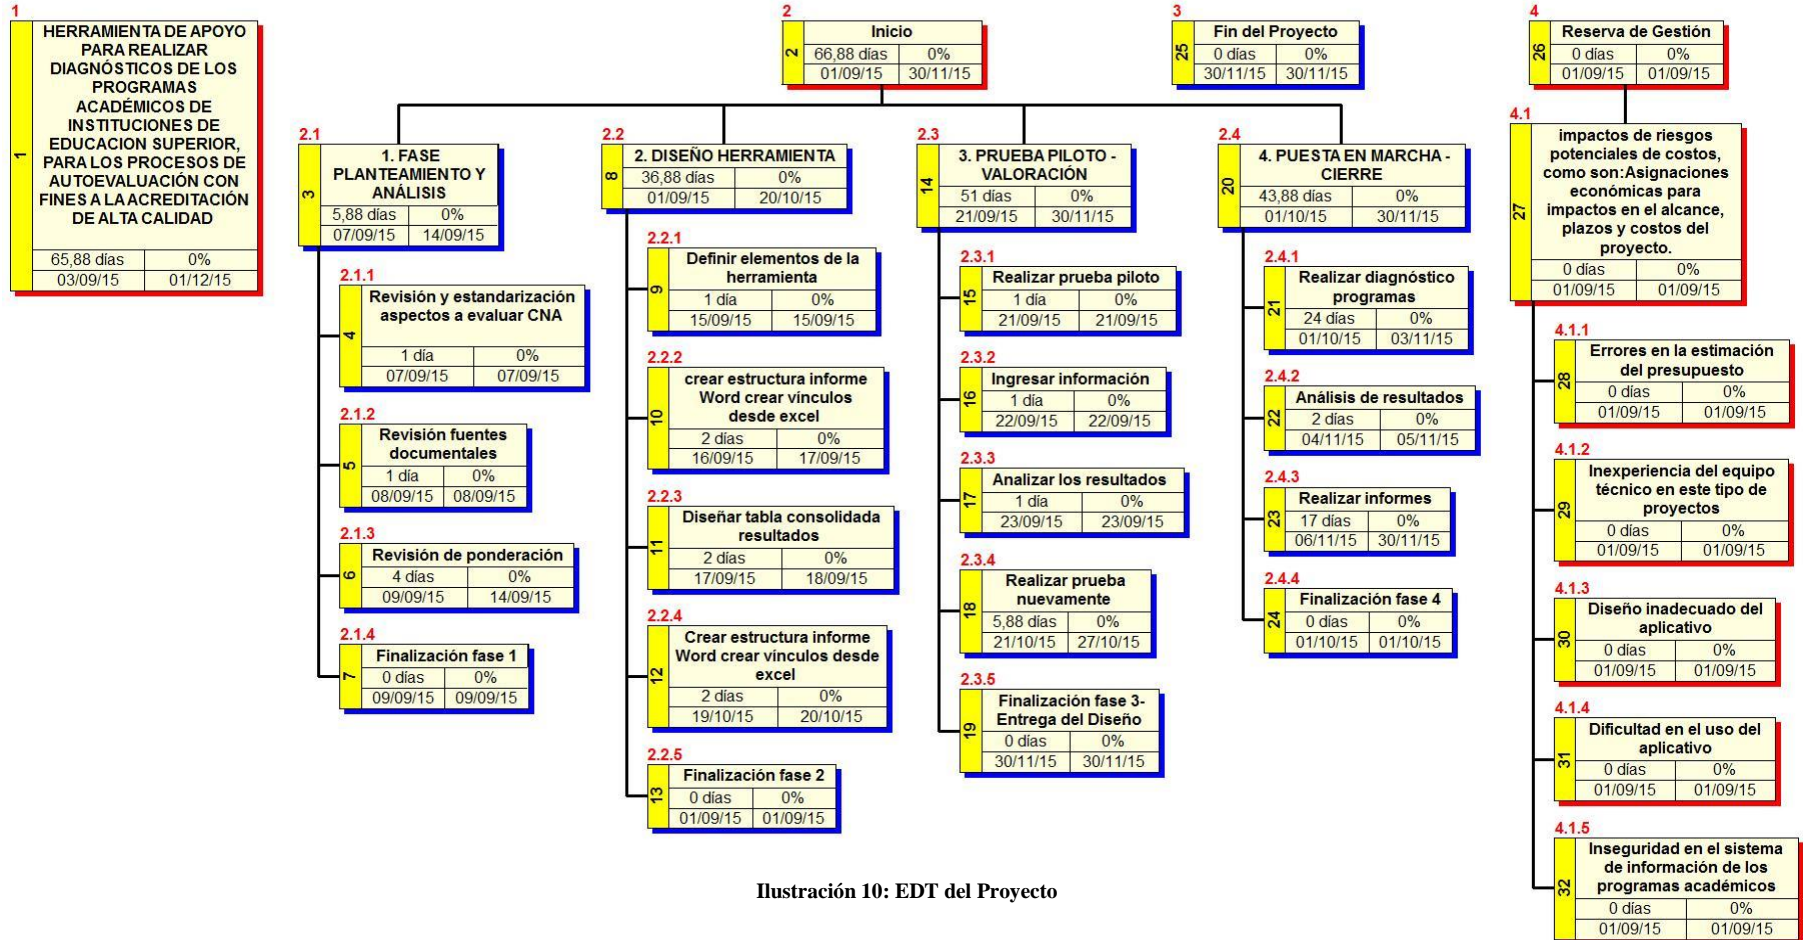 1
1
HERRAMIENTA DE APOYO
PARA REALIZAR
DIAGNÓSTICOS DE LOS
PROGRAMAS
ACADÉMICOS DE
INSTITUCIONES DE
EDUCACION SUPERIOR,
PARA LOS PROCESOS DE
AUTOEVALUACIÓN CON
FINES A LA ACREDITACIÓN
DE ALTA CALIDAD
65,88 días 0%
03/09/15 01/12/15
2
2
Inicio
66,88 días 0%
01/09/15 30/11/15
3
25
Fin del Proyecto
0 días 0%
30/11/15 30/11/15
4
26
Reserva de Gestión
0 días 0%
01/09/15 01/09/15
2.1
3
1. FASE
PLANTEAMIENTO Y
ANÁLISIS
5,88 días 0%
07/09/15 14/09/15
2.1.1
4
Revisión y estandarización
aspectos a evaluar CNA
1 día 0%
07/09/15 07/09/15
2.1.2
5
Revisión fuentes
documentales
1 día 0%
08/09/15 08/09/15
2.1.3
6
Revisión de ponderación
4 días 0%
09/09/15 14/09/15
2.1.4
7
Finalización fase 1
0 días 0%
09/09/15 09/09/15
2.2
8
2. DISEÑO HERRAMIENTA
36,88 días 0%
01/09/15 20/10/15
2.2.1
9
Definir elementos de la
herramienta
1 día 0%
15/09/15 15/09/15
2.2.2
10
crear estructura informe
Word crear vínculos
desde excel
2 días 0%
16/09/15 17/09/15
2.2.3
11
Diseñar tabla consolidada
resultados
2 días 0%
17/09/15 18/09/15
2.2.4
12
Crear estructura informe
Word crear vínculos desde
excel
2 días 0%
19/10/15 20/10/15
2.2.5
13
Finalización fase 2
0 días 0%
01/09/15 01/09/15
2.3
14
3. PRUEBA PILOTO -
VALORACIÓN
51 días 0%
21/09/15 30/11/15
2.3.1
15
Realizar prueba piloto
1 día 0%
21/09/15 21/09/15
2.3.2
16
Ingresar información
1 día 0%
22/09/15 22/09/15
2.3.3
17
Analizar los resultados
1 día 0%
23/09/15 23/09/15
2.3.4
18
Realizar prueba
nuevamente
5,88 días 0%
21/10/15 27/10/15
2.3.5
19
Finalización fase 3-
Entrega del Diseño
0 días 0%
30/11/15 30/11/15
2.4
20
4. PUESTA EN MARCHA -
CIERRE
43,88 días 0%
01/10/15 30/11/15
2.4.1
21
Realizar diagnóstico
programas
24 días 0%
01/10/15 03/11/15
2.4.2
22
Análisis de resultados
2 días 0%
04/11/15 05/11/15
2.4.3
23
Realizar informes
17 días 0%
06/11/15 30/11/15
2.4.4
24
Finalización fase 4
0 días 0%
01/10/15 01/10/15
4.1
27
impactos de riesgos
potenciales de costos,
como son:Asignaciones
económicas para
impactos en el alcance,
plazos y costos del
proyecto.
0 días 0%
01/09/15 01/09/15
4.1.1
28
Errores en la estimación
del presupuesto
0 días 0%
01/09/15 01/09/15
4.1.2
29
Inexperiencia del equipo
técnico en este tipo de
proyectos
0 días 0%
01/09/15 01/09/15
4.1.3
30
Diseño inadecuado del
aplicativo
0 días 0%
01/09/15 01/09/15
4.1.4
31
Dificultad en el uso del
aplicativo
0 días 0%
01/09/15 01/09/15
4.1.5
32
Inseguridad en el sistema
de información de los
programas académicos
0 días 0%
01/09/15 01/09/15
Ilustración 10: EDT del Proyecto